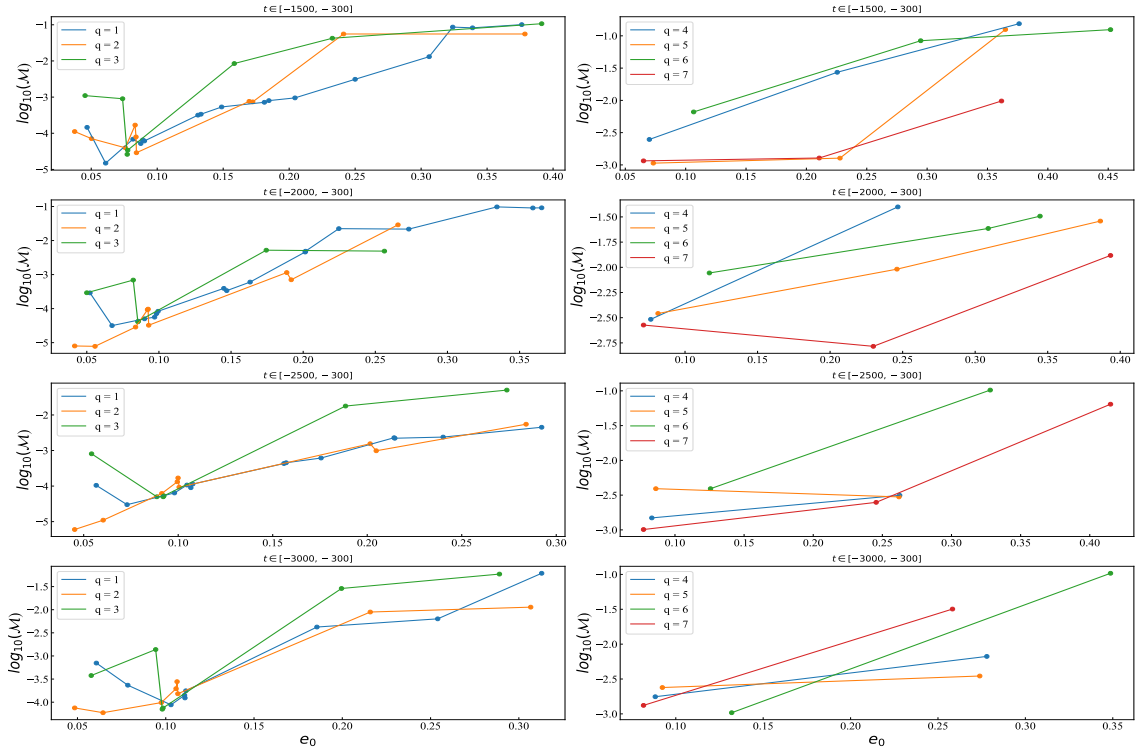 t ∈ [−1500, −300]
log10(ℳ)
−1
−2
−3
−4
−5
q = 1
q = 2
q = 3
0.05 0.10 0.15 0.20 0.25 0.30 0.35 0.40
t ∈ [−1500, −300]
log10(ℳ)
−1.0
−1.5
−2.0
−2.5
−3.0
q = 4
q = 5
q = 6
q = 7
0.05 0.10 0.15 0.20 0.25 0.30 0.35 0.40 0.45
t ∈ [−2000, −300]
log10(ℳ)
−1
−2
−3
−4
−5
q = 1
q = 2
q = 3
0.05 0.10 0.15 0.20 0.25 0.30 0.35
t ∈ [−2000, −300]
log10(ℳ)
−1.50
−1.75
−2.00
−2.25
−2.50
−2.75
q = 4
q = 5
q = 6
q = 7
0.10 0.15 0.20 0.25 0.30 0.35 0.40
t ∈ [−2500, −300]
log10(ℳ)
−2
−3
−4
−5
q = 1
q = 2
q = 3
0.05 0.10 0.15 0.20 0.25 0.30
t ∈ [−2500, −300]
log10(ℳ)
−1.0
−1.5
−2.0
−2.5
−3.0
q = 4
q = 5
q = 6
q = 7
0.10 0.15 0.20 0.25 0.30 0.35 0.40
t ∈ [−3000, −300]
log10(ℳ)
−1.5
−2.0
−2.5
−3.0
−3.5
−4.0
q = 1
q = 2
q = 3
0.05 0.10 0.15 0.20 0.25 0.30
e0
t ∈ [−3000, −300]
log10(ℳ)
−1.0
−1.5
−2.0
−2.5
−3.0
q = 4
q = 5
q = 6
q = 7
0.10 0.15 0.20 0.25 0.30 0.35
e0